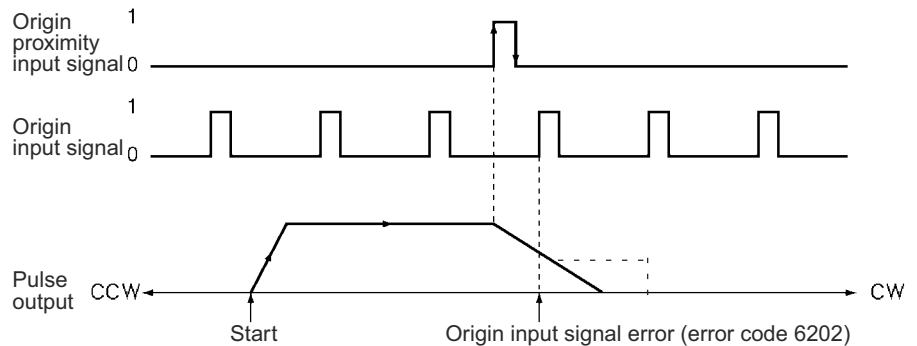 1
Origin
proximity
input signal 0
1
Origin
input signal 0
Pulse
output CCW CW
Start Origin input signal error (error code 6202)